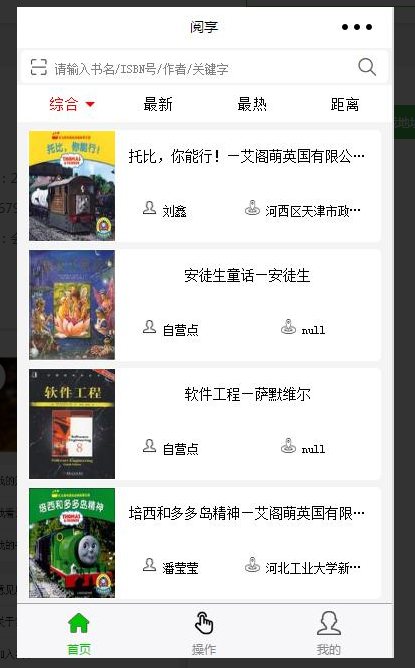 阅享
请输入书名/ISBN号/作者/关键字
综合 最新 最热 距离
托比，你能行！
托比，你能行！—艾阁萌英国有限公…
刘鑫 河西区天津市政…
安徒生童话—安徒生
自营点 null
软件工程
Software Engineering
8
软件工程—萨默维尔
自营点 null
培西和多多岛精神
培西和多多岛精神—艾阁萌英国有限…
潘莹莹 河北工业大学新…
首页 操作 我的